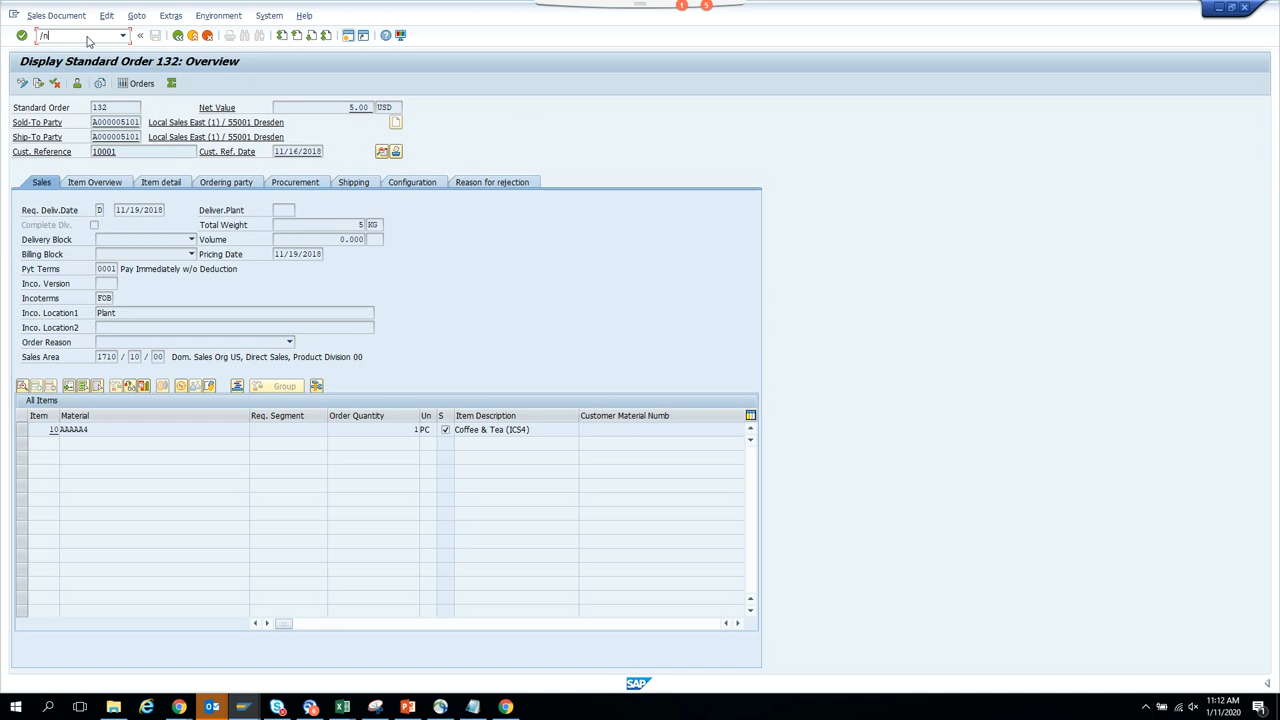 1 5
Sales Document Edit Goto Extras Environment System Help
/n
Display Standard Order 132: Overview
Orders
Standard Order 132 Net Value 5.00 USD
Sold-To Party A000005101 Local Sales East (1) / 55001 Dresden
Ship-To Party A000005101 Local Sales East (1) / 55001 Dresden
Cust. Reference 10001 Cust. Ref. Date 11/16/2018
Sales Item Overview Item detail Ordering party Procurement Shipping Configuration Reason for rejection
Req. Deliv.Date D 11/19/2018 Deliver.Plant
Complete Dlv. Total Weight 5 KG
Delivery Block Volume 0.000
Billing Block Pricing Date 11/19/2018
Pyt Terms 0001 Pay Immediately w/o Deduction
Inco. Version
Incoterms FOB
Inco. Location1 Plant
Inco. Location2
Order Reason
Sales Area 1710 / 10 / 00 Dom. Sales Org US, Direct Sales, Product Division 00
Group
All Items
Item Material Req. Segment Order Quantity Un S Item Description Customer Material Numb
10 AAAAA4 1 PC Coffee & Tea (ICS4)
SAP
11:12 AM
1/11/2020